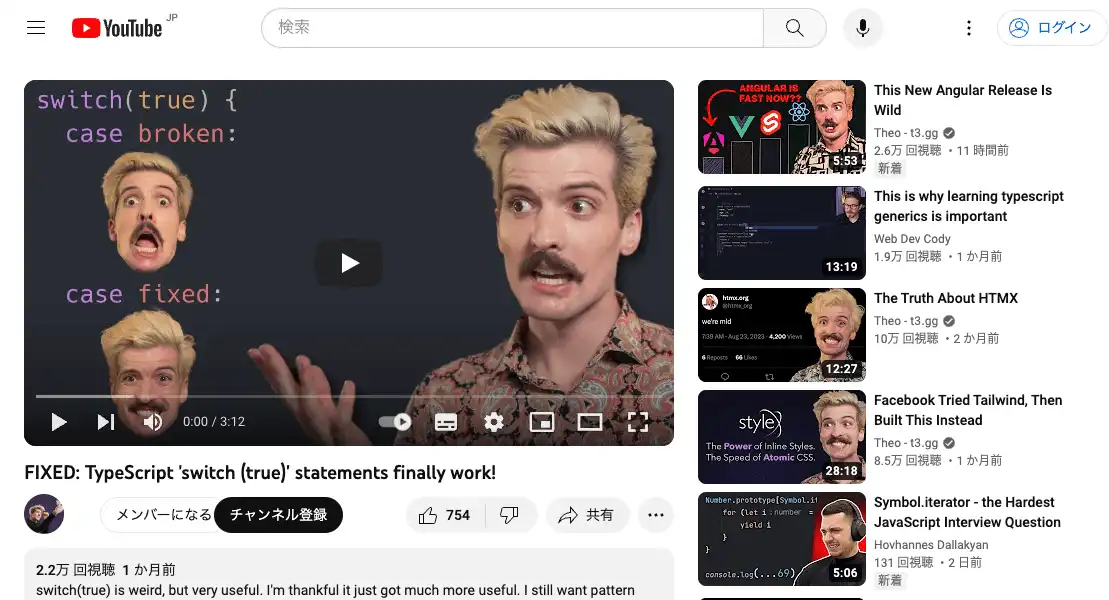 YouTube JP
検索
ログイン
switch(true) {
case broken:
case fixed:
0:00 / 3:12
FIXED: TypeScript 'switch (true)' statements finally work!
メンバーになる
チャンネル登録
754
共有
2.2万 回視聴 1 か月前
switch(true) is weird, but very useful. I'm thankful it just got much more useful. I still want pattern
ANGULAR IS
FAST NOW??
5:53
This New Angular Release Is
Wild
Theo - t3.gg
2.6万 回視聴 ・11 時間前
新着
13:19
This is why learning typescript
generics is important
Web Dev Cody
1.9万 回視聴 ・1 か月前
htmx.org
@htmx_org
we're mld
7:39 AM · Aug 23, 2023 · 4,200 Views
6 Reposts 66 Likes
12:27
The Truth About HTMX
Theo - t3.gg
10万 回視聴 ・2 か月前
style
The Power of Inline Styles.
The Speed of Atomic CSS.
28:18
Facebook Tried Tailwind, Then
Built This Instead
Theo - t3.gg
8.5万 回視聴 ・1 か月前
Number.prototype[Symbol.it
for (let i : number =
yield i
}
}
console.log(...69)
5:06
Symbol.iterator - the Hardest
JavaScript Interview Question
Hovhannes Dallakyan
131 回視聴 ・2 日前
新着